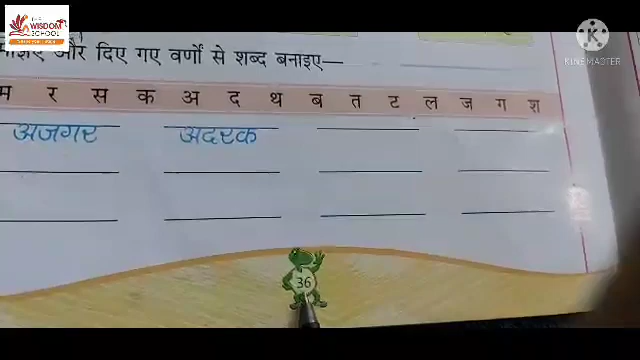 THE
WISDOM
SCHOOL
KINEMASTER
और दिए गए वर्णों से शब्द बनाइए—
म र स क अ द थ ब त ट ल ज ग श
अजगर अदरक
36